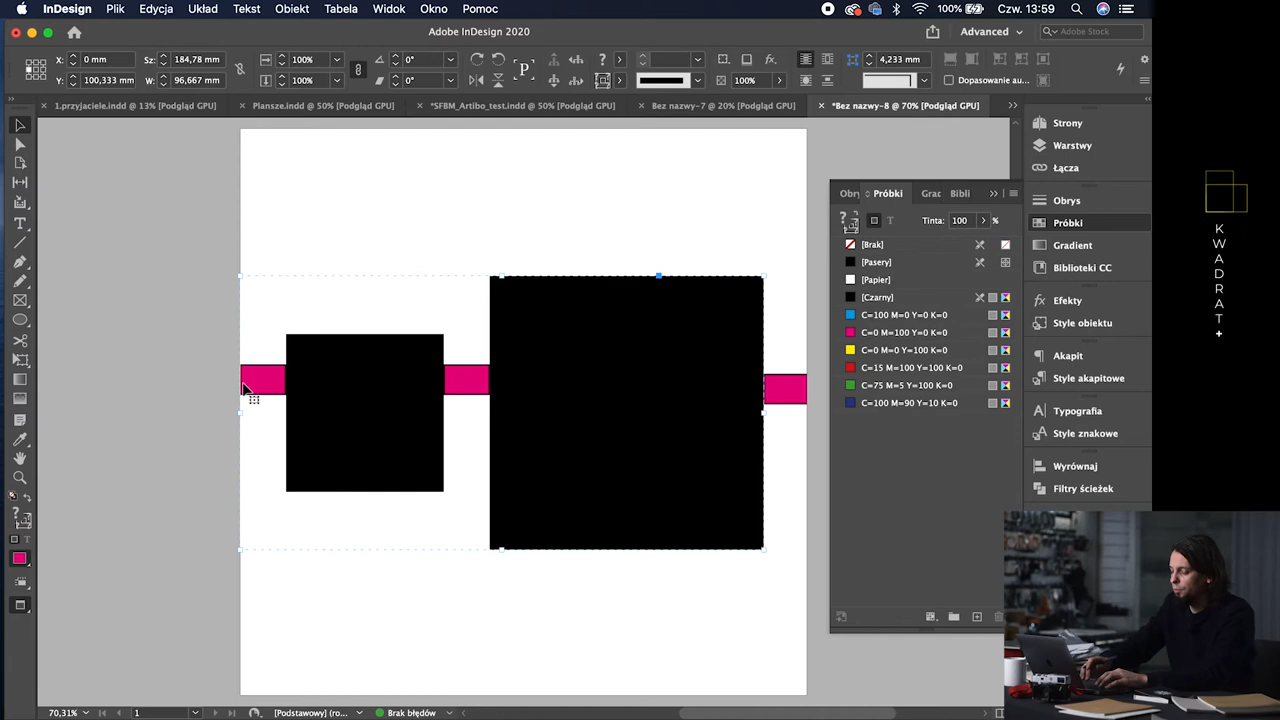 InDesign Plik Edycja Układ Tekst Obiekt Tabela Widok Okno Pomoc 100% Czw. 13:59
Adobe InDesign 2020 Advanced Adobe Stock
X: 0 mm Sz: 184,78 mm 100% 0° ? 4,233 mm
P
Y: 100,333 mm W: 96,667 mm 100% 0° 100% Dopasowanie au...
1.przyjaciele.indd @ 13% [Podgląd GPU] Plansze.indd @ 50% [Podgląd GPU] *SFBM_Artibo_test.indd @ 50% [Podgląd GPU] Bez nazwy-7 @ 20% [Podgląd GPU] *Bez nazwy-8 @ 70% [Podgląd GPU]
Obry Próbki Grac Bibli
Tinta: 100 %
[Brak]
[Pasery]
[Papier]
[Czarny]
C=100 M=0 Y=0 K=0
C=0 M=100 Y=0 K=0
C=0 M=0 Y=100 K=0
C=15 M=100 Y=100 K=0
C=75 M=5 Y=100 K=0
C=100 M=90 Y=10 K=0
Strony
Warstwy
Łącza
Obrys
Próbki
Gradient
Biblioteki CC
Efekty
Style obiektu
Akapit
Style akapitowe
Typografia
Style znakowe
Wyrównaj
Filtry ścieżek
K
W
A
D
R
A
T
+
70,31% 1 [Podstawowy] (ro... Brak błędów